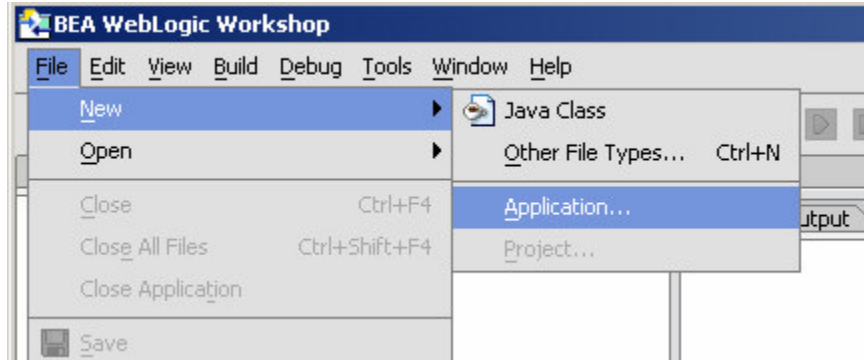 BEA WebLogic Workshop
File Edit View Build Debug Tools Window Help
New
Java Class
Open
Other File Types... Ctrl+N
Close Ctrl+F4
Application...
Close All Files Ctrl+Shift+F4
Project...
Close Application
Save